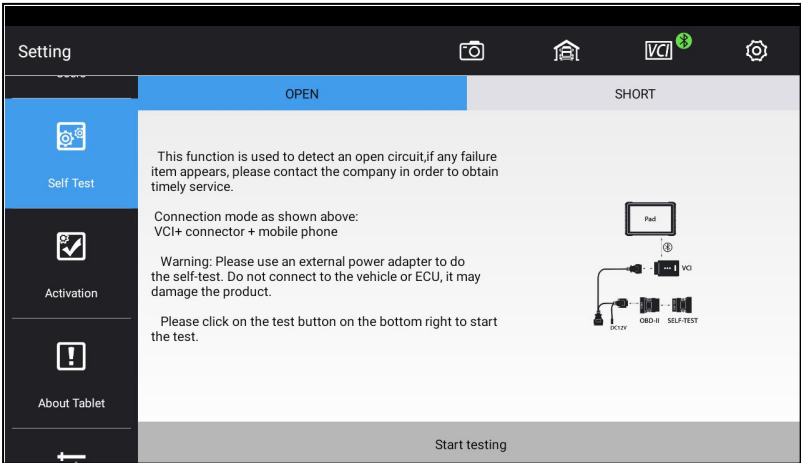 Setting
VCI
OPEN
SHORT
This function is used to detect an open circuit,if any failure
item appears, please contact the company in order to obtain
timely service.
Connection mode as shown above:
VCI+ connector + mobile phone
Warning: Please use an external power adapter to do
the self-test. Do not connect to the vehicle or ECU, it may
damage the product.
Please click on the test button on the bottom right to start
the test.
Self Test
Activation
About Tablet
Pad
VCI
DC12V
OBD-II
SELF-TEST
Start testing